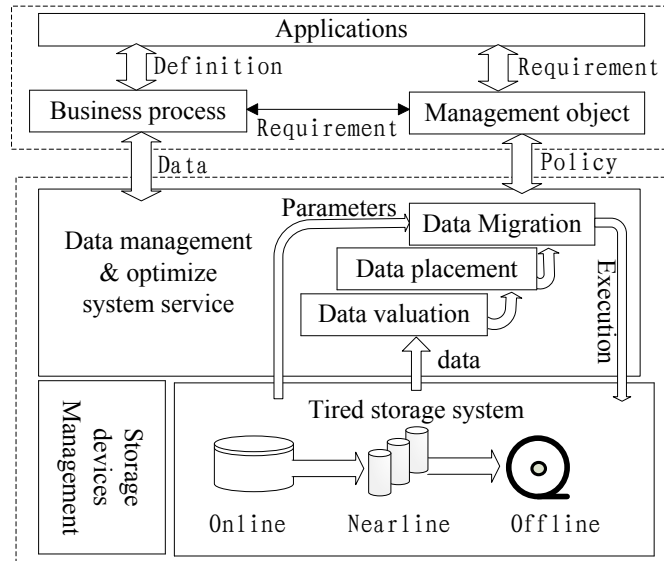 Applications
Definition
Requirement
Business process
Requirement
Management object
Data
Policy
Parameters
Data management
& optimize
system service
Data Migration
Data placement
Data valuation
Execution
data
Storage
devices
Management
Tired storage system
Online
Nearline
Offline